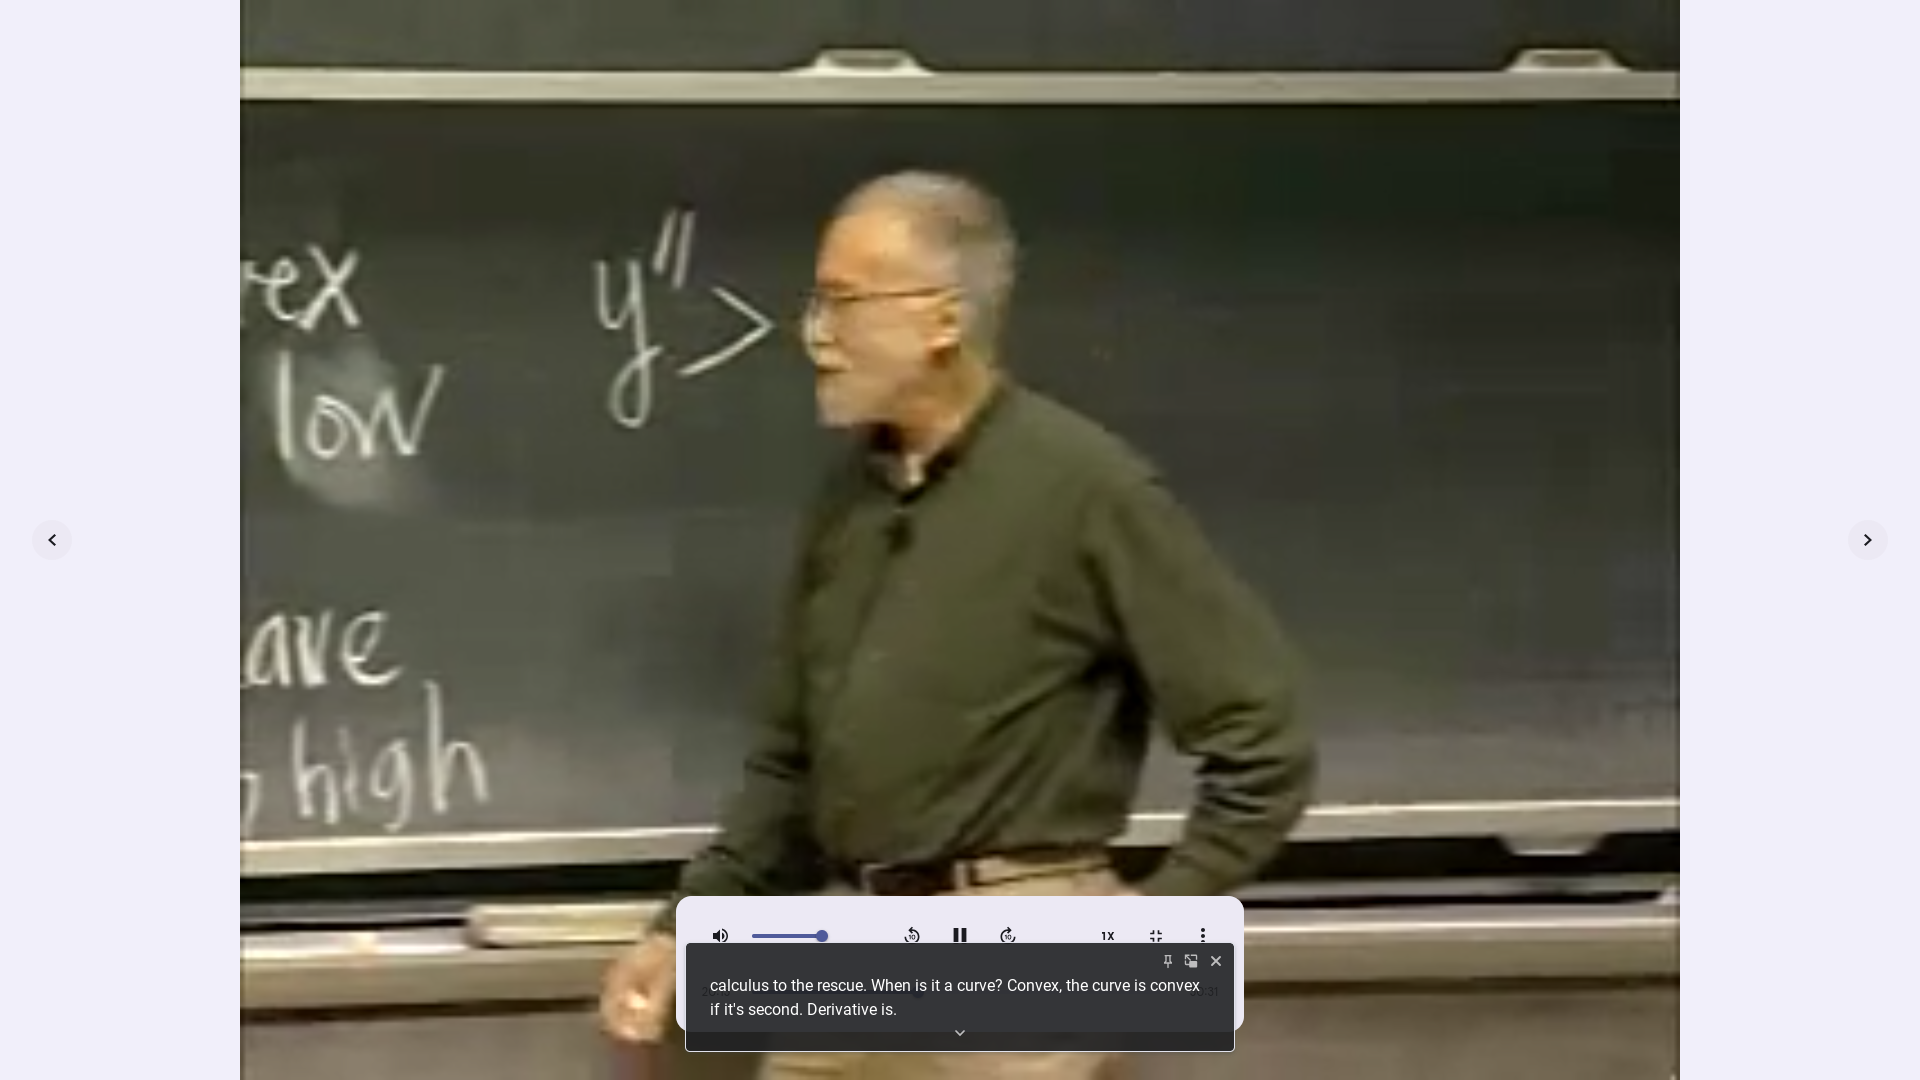 ex
low
y">
ave
high
1X
calculus to the rescue. When is it a curve? Convex, the curve is convex
if it's second. Derivative is.